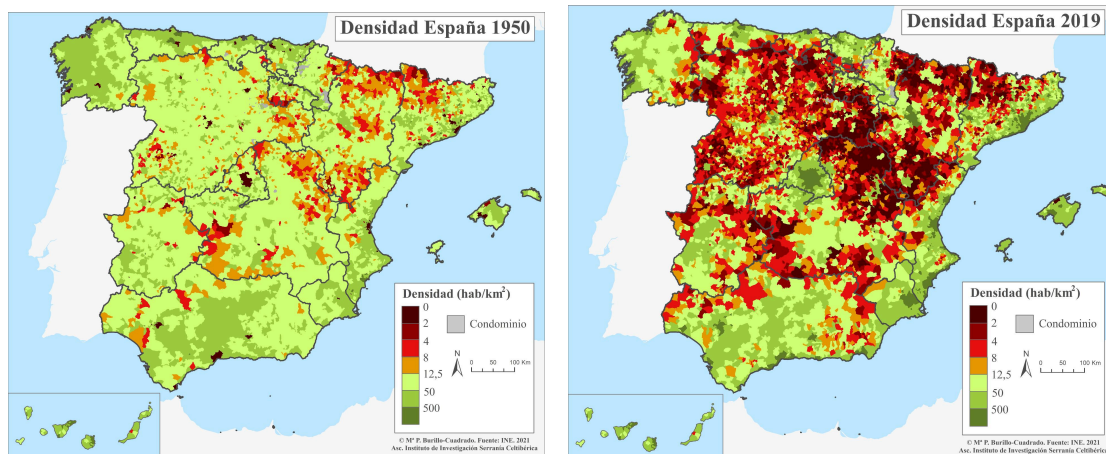 Densidad España 1950
Densidad (hab/km²)
0
2
4
8
12,5
50
500
Condominio
N
0 50 100 Km
© Mª P. Burillo-Cuadrado. Fuente: INE. 2021
Asc. Instituto de Investigación Serranía Celtibérica
Densidad España 2019
Densidad (hab/km²)
0
2
4
8
12,5
50
500
Condominio
N
0 50 100 Km
© Mª P. Burillo-Cuadrado. Fuente: INE. 2021
Asc. Instituto de Investigación Serranía Celtibérica